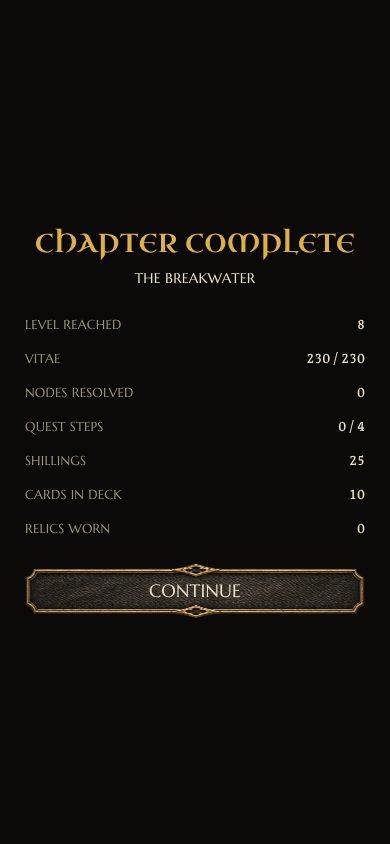 CHAPTER COMPLETE
THE BREAKWATER
LEVEL REACHED 8
VITAE 230 / 230
NODES RESOLVED 0
QUEST STEPS 0 / 4
SHILLINGS 25
CARDS IN DECK 10
RELICS WORN 0
CONTINUE